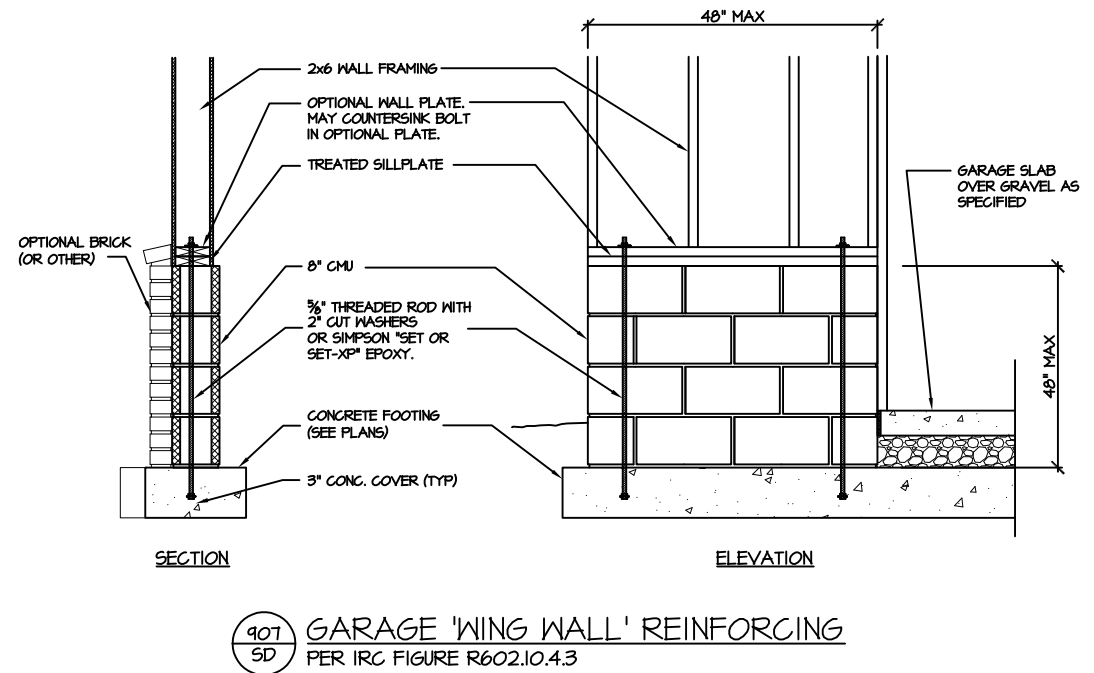 48" MAX
2x6 WALL FRAMING
OPTIONAL WALL PLATE.
MAY COUNTERSINK BOLT
IN OPTIONAL PLATE.
TREATED SILLPLATE
GARAGE SLAB
OVER GRAVEL AS
SPECIFIED
OPTIONAL BRICK
(OR OTHER)
8" CMU
5/8" THREADED ROD WITH
2" CUT WASHERS
OR SIMPSON "SET OR
SET-XP" EPOXY.
48" MAX
CONCRETE FOOTING
(SEE PLANS)
3" CONC. COVER (TYP)
SECTION
ELEVATION
907
SD
GARAGE 'WING WALL' REINFORCING
PER IRC FIGURE R602.10.4.3